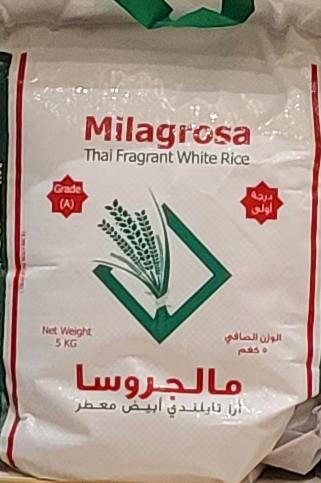 Milagrosa
Thai Fragrant White Rice
Grade
(A)
درجة
أولى
Net Weight
5 KG
الوزن الصافي
٥ كغم
مالجروسا
أرز تايلندي أبيض معطر